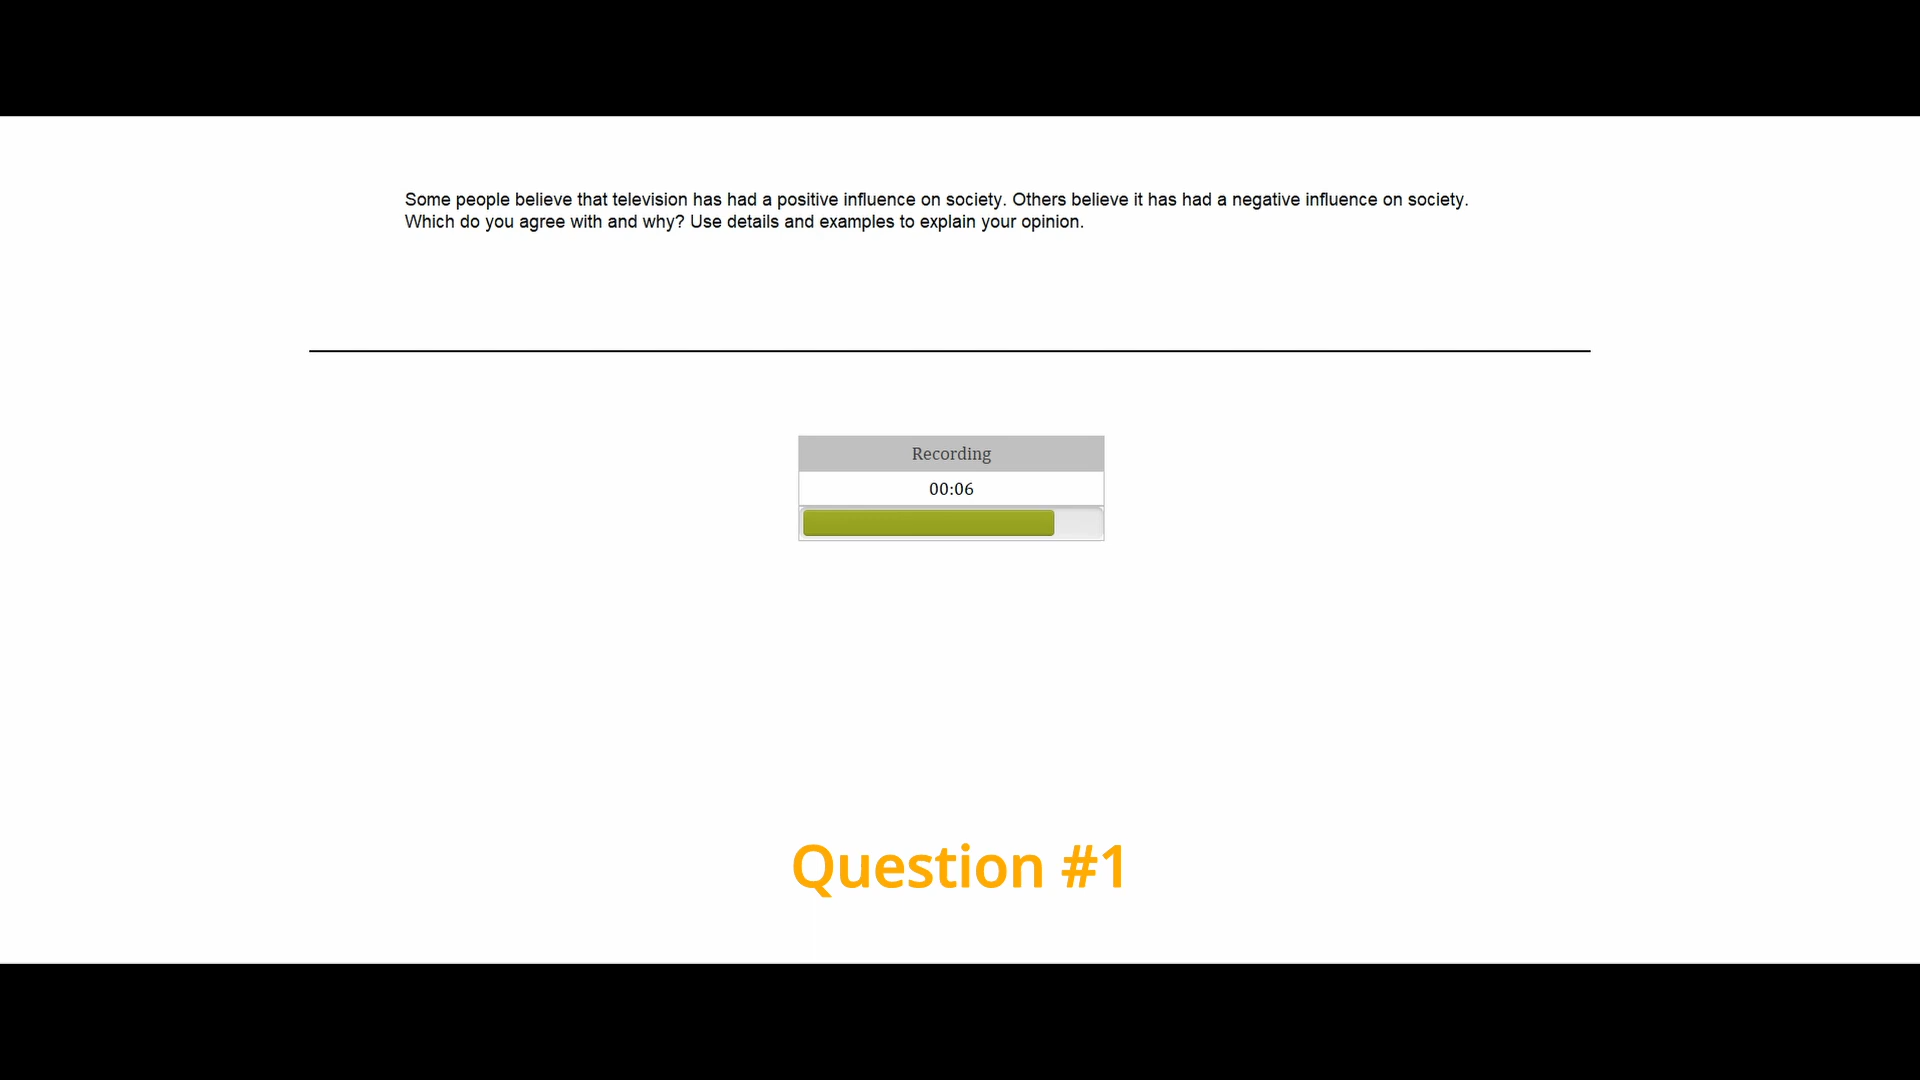 Some people believe that television has had a positive influence on society. Others believe it has had a negative influence on society.
Which do you agree with and why? Use details and examples to explain your opinion.
Recording
00:06
Question #1